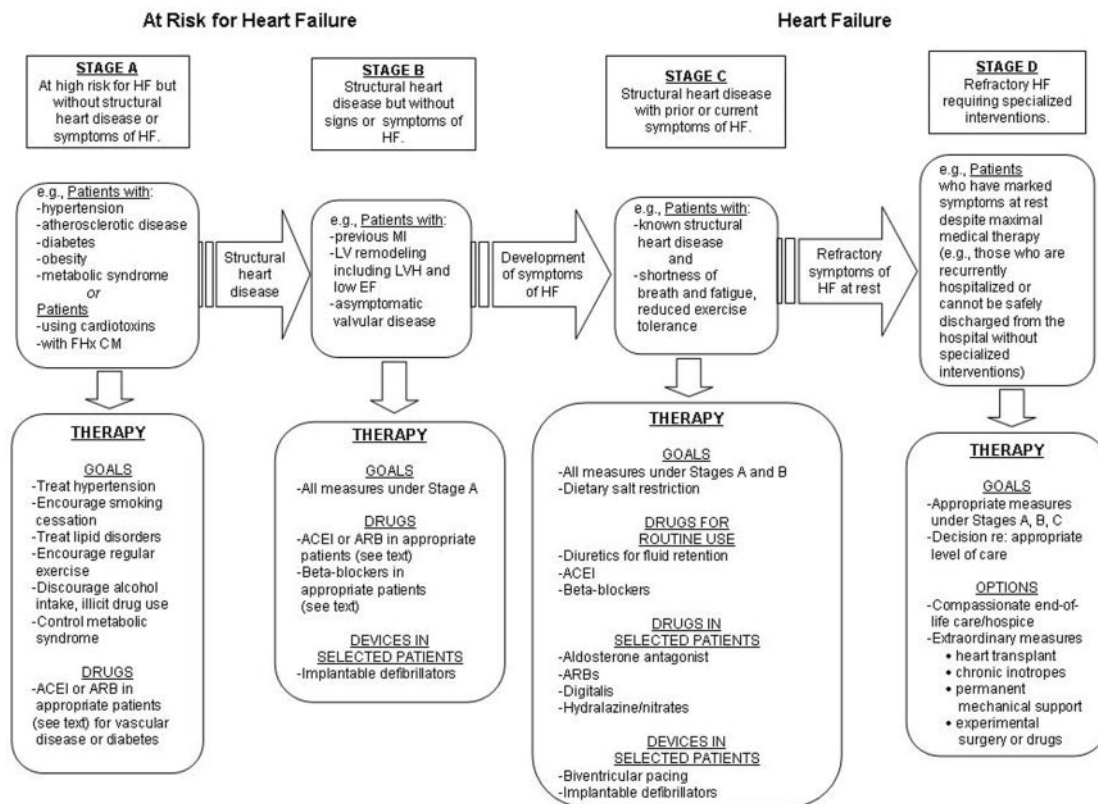 At Risk for Heart Failure
Heart Failure
STAGE A
At high risk for HF but
without structural
heart disease or
symptoms of HF.
STAGE B
Structural heart
disease but without
signs or symptoms of
HF.
STAGE C
Structural heart disease
with prior or current
symptoms of HF.
STAGE D
Refractory HF
requiring specialized
interventions.
e.g., Patients with:
-hypertension
-atherosclerotic disease
-diabetes
-obesity
-metabolic syndrome
or
Patients
-using cardiotoxins
-with FHx CM
Structural
heart
disease
e.g., Patients with:
-previous MI
-LV remodeling
including LVH and
low EF
-asymptomatic
valvular disease
Development
of symptoms
of HF
e.g., Patients with:
-known structural
heart disease
and
-shortness of
breath and fatigue,
reduced exercise
tolerance
Refractory
symptoms of
HF at rest
e.g., Patients
who have marked
symptoms at rest
despite maximal
medical therapy
(e.g., those who are
recurrently
hospitalized or
cannot be safely
discharged from the
hospital without
specialized
interventions)
THERAPY
GOALS
-Treat hypertension
-Encourage smoking
cessation
-Treat lipid disorders
-Encourage regular
exercise
-Discourage alcohol
intake, illicit drug use
-Control metabolic
syndrome
DRUGS
-ACEI or ARB in
appropriate patients
(see text) for vascular
disease or diabetes
THERAPY
GOALS
-All measures under Stage A
DRUGS
-ACEI or ARB in appropriate
patients (see text)
-Beta-blockers in
appropriate patients
(see text)
DEVICES IN
SELECTED PATIENTS
-Implantable defibrillators
THERAPY
GOALS
-All measures under Stages A and B
-Dietary salt restriction
DRUGS FOR
ROUTINE USE
-Diuretics for fluid retention
-ACEI
-Beta-blockers
DRUGS IN
SELECTED PATIENTS
-Aldosterone antagonist
-ARBs
-Digitalis
-Hydralazine/nitrates
DEVICES IN
SELECTED PATIENTS
-Biventricular pacing
-Implantable defibrillators
THERAPY
GOALS
-Appropriate measures
under Stages A, B, C
-Decision re: appropriate
level of care
OPTIONS
-Compassionate end-of-
life care/hospice
-Extraordinary measures
• heart transplant
• chronic inotropes
• permanent
mechanical support
• experimental
surgery or drugs